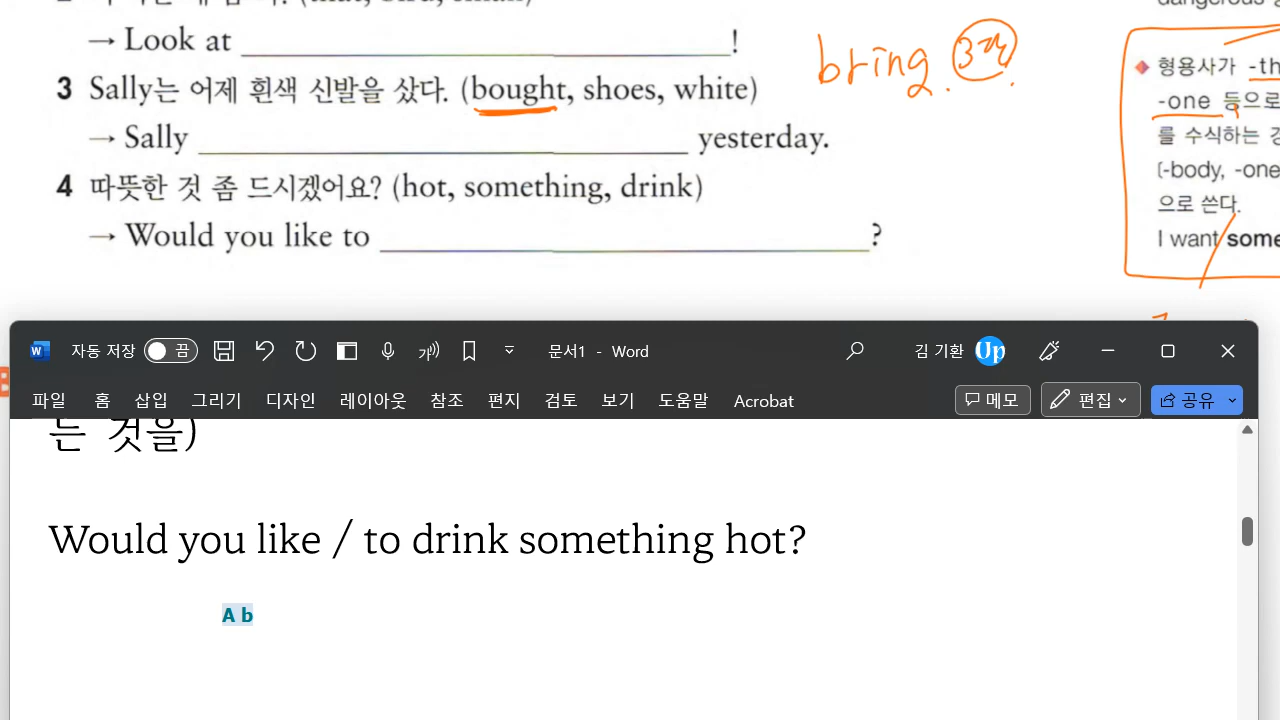 → Look at !
bring. 3
3 Sally는 어제 흰색 신발을 샀다. (bought, shoes, white)
→ Sally yesterday.
4 따뜻한 것 좀 드시겠어요? (hot, something, drink)
→ Would you like to ?
형용사가 -th
-one 등으로
를 수식하는
(-body, -one
으로 쓴다.
I want some
자동 저장 끔 가 문서1 - Word 김 기환 Up
파일 홈 삽입 그리기 디자인 레이아웃 참조 편지 검토 보기 도움말 Acrobat 메모 편집 공유
는 것을)
Would you like / to drink something hot?
A b